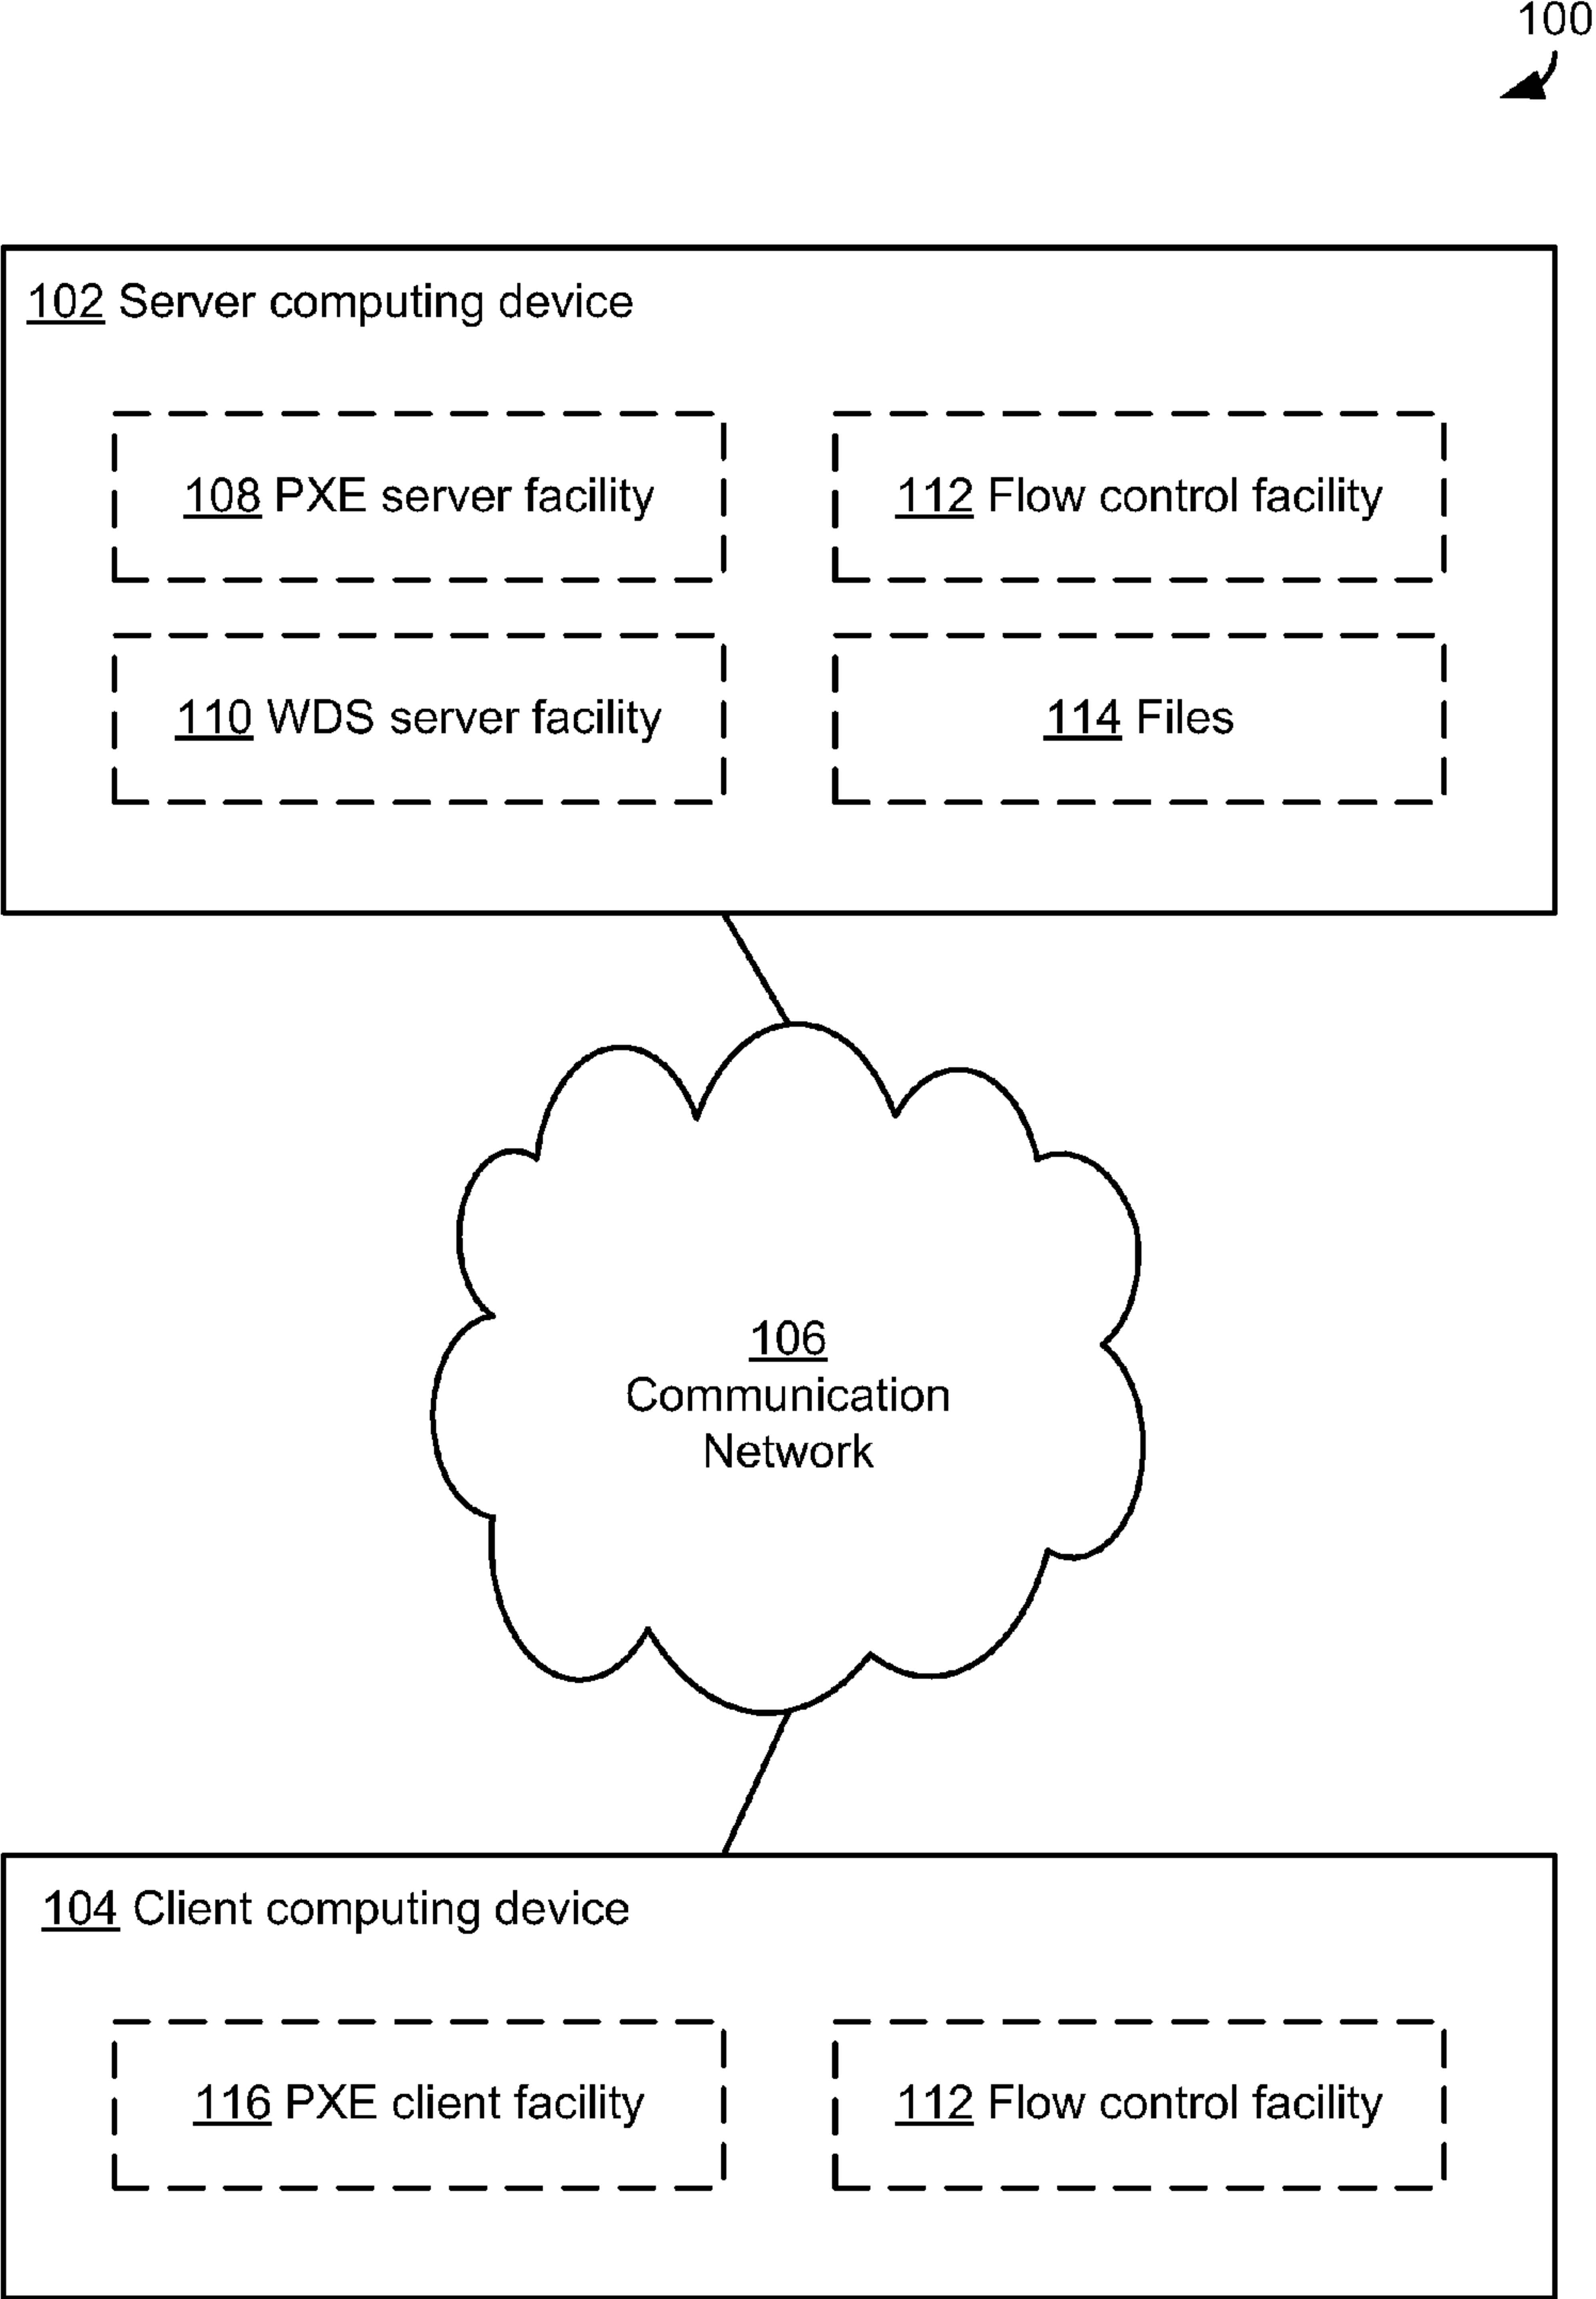 100
102 Server computing device
108 PXE server facility
112 Flow control facility
110 WDS server facility
114 Files
106
Communication
Network
104 Client computing device
116 PXE client facility
112 Flow control facility